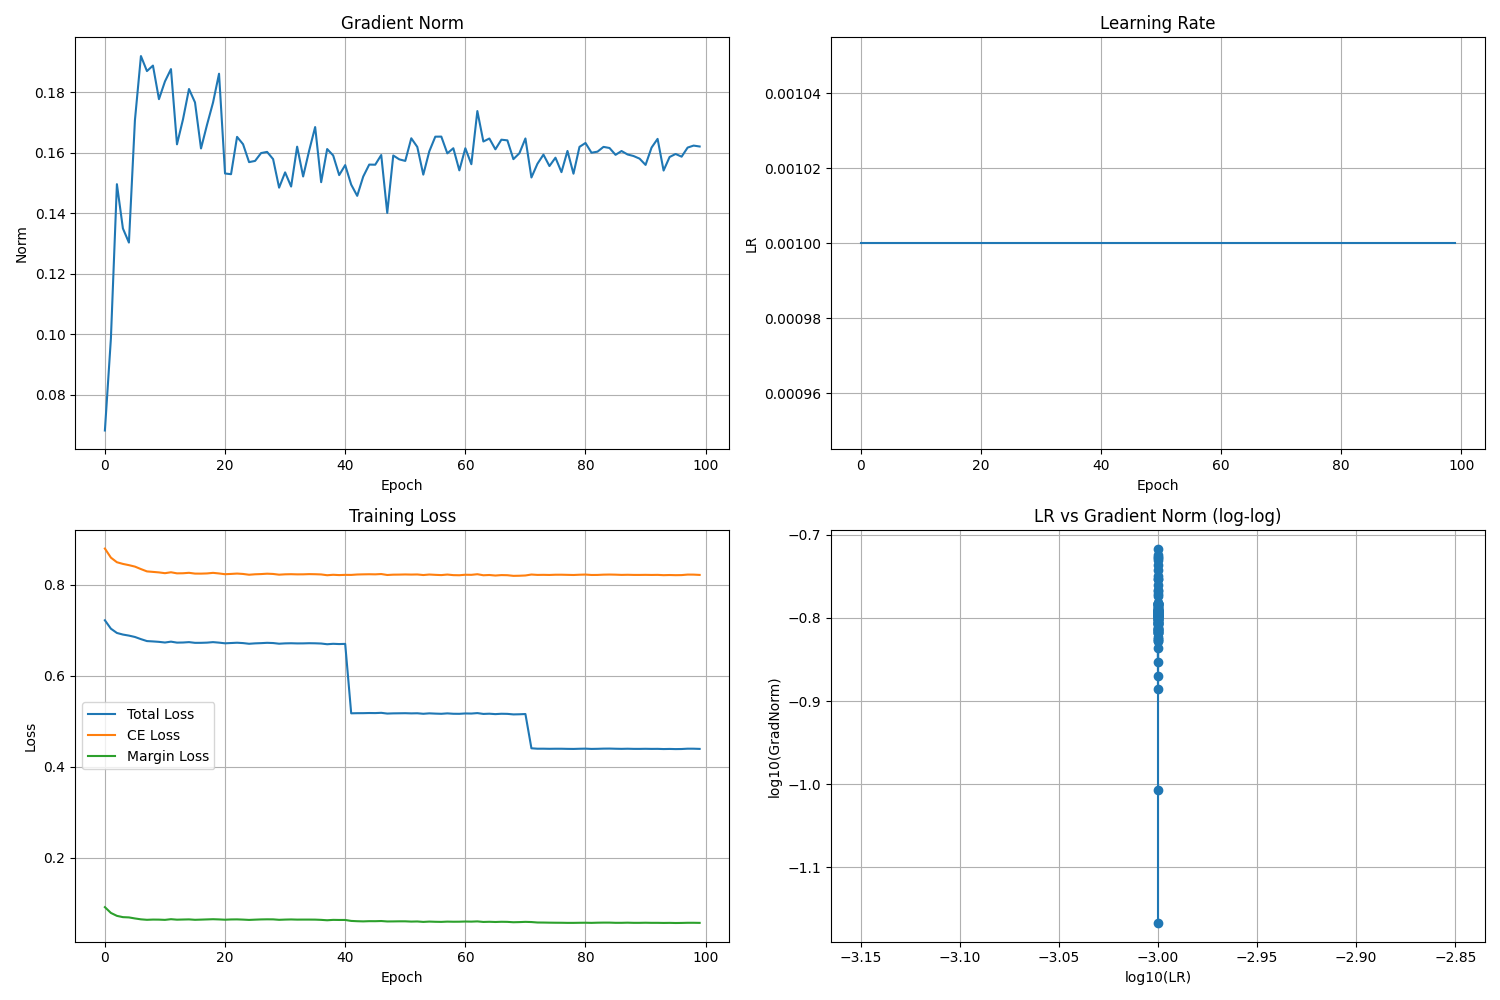 Gradient Norm
0.18
0.16
0.14
0.12
0.10
0.08
Norm
0 20 40 60 80 100
Epoch
Learning Rate
0.00104
0.00102
0.00100
0.00098
0.00096
LR
0 20 40 60 80 100
Epoch
Training Loss
0.8
0.6
0.4
0.2
Loss
Total Loss
CE Loss
Margin Loss
0 20 40 60 80 100
Epoch
LR vs Gradient Norm (log-log)
−0.7
−0.8
−0.9
−1.0
−1.1
log10(GradNorm)
−3.15 −3.10 −3.05 −3.00 −2.95 −2.90 −2.85
log10(LR)